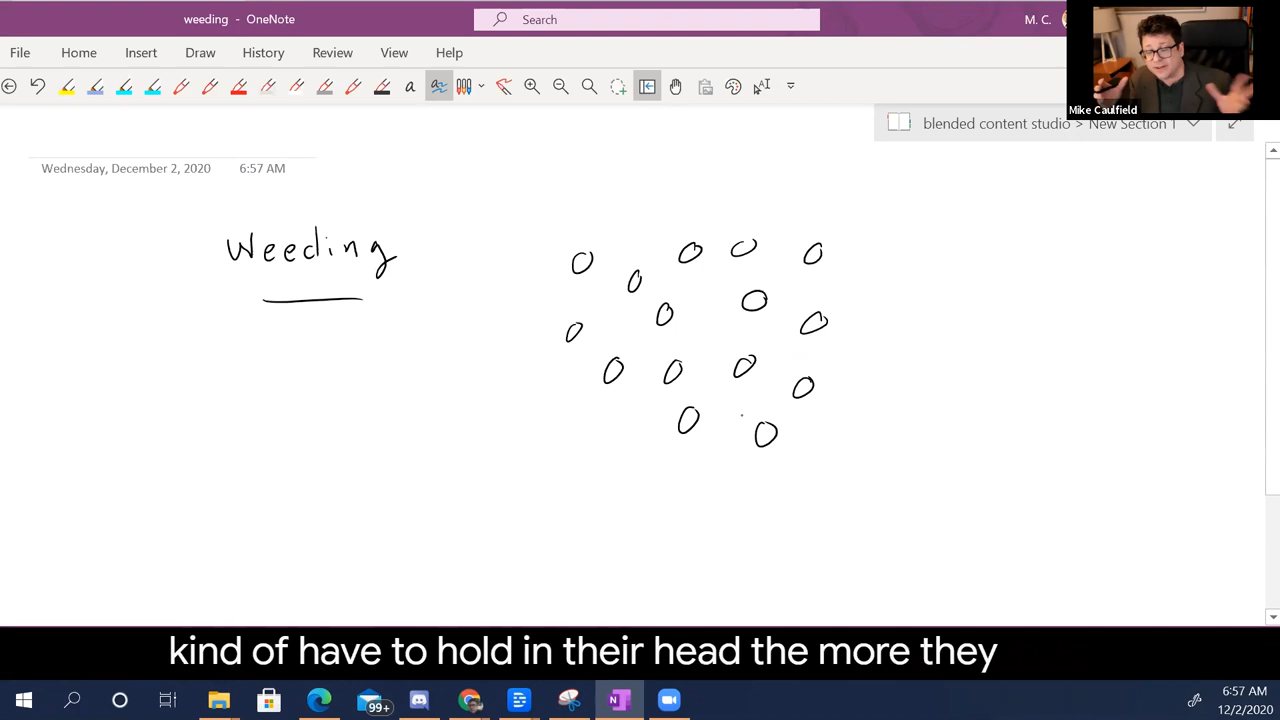 weeding - OneNote
Search
M. C.
File Home Insert Draw History Review View Help
Mike Caulfield
blended content studio > New Section 1
Wednesday, December 2, 2020 6:57 AM
Weeding
kind of have to hold in their head the more they
99+
6:57 AM
12/2/2020